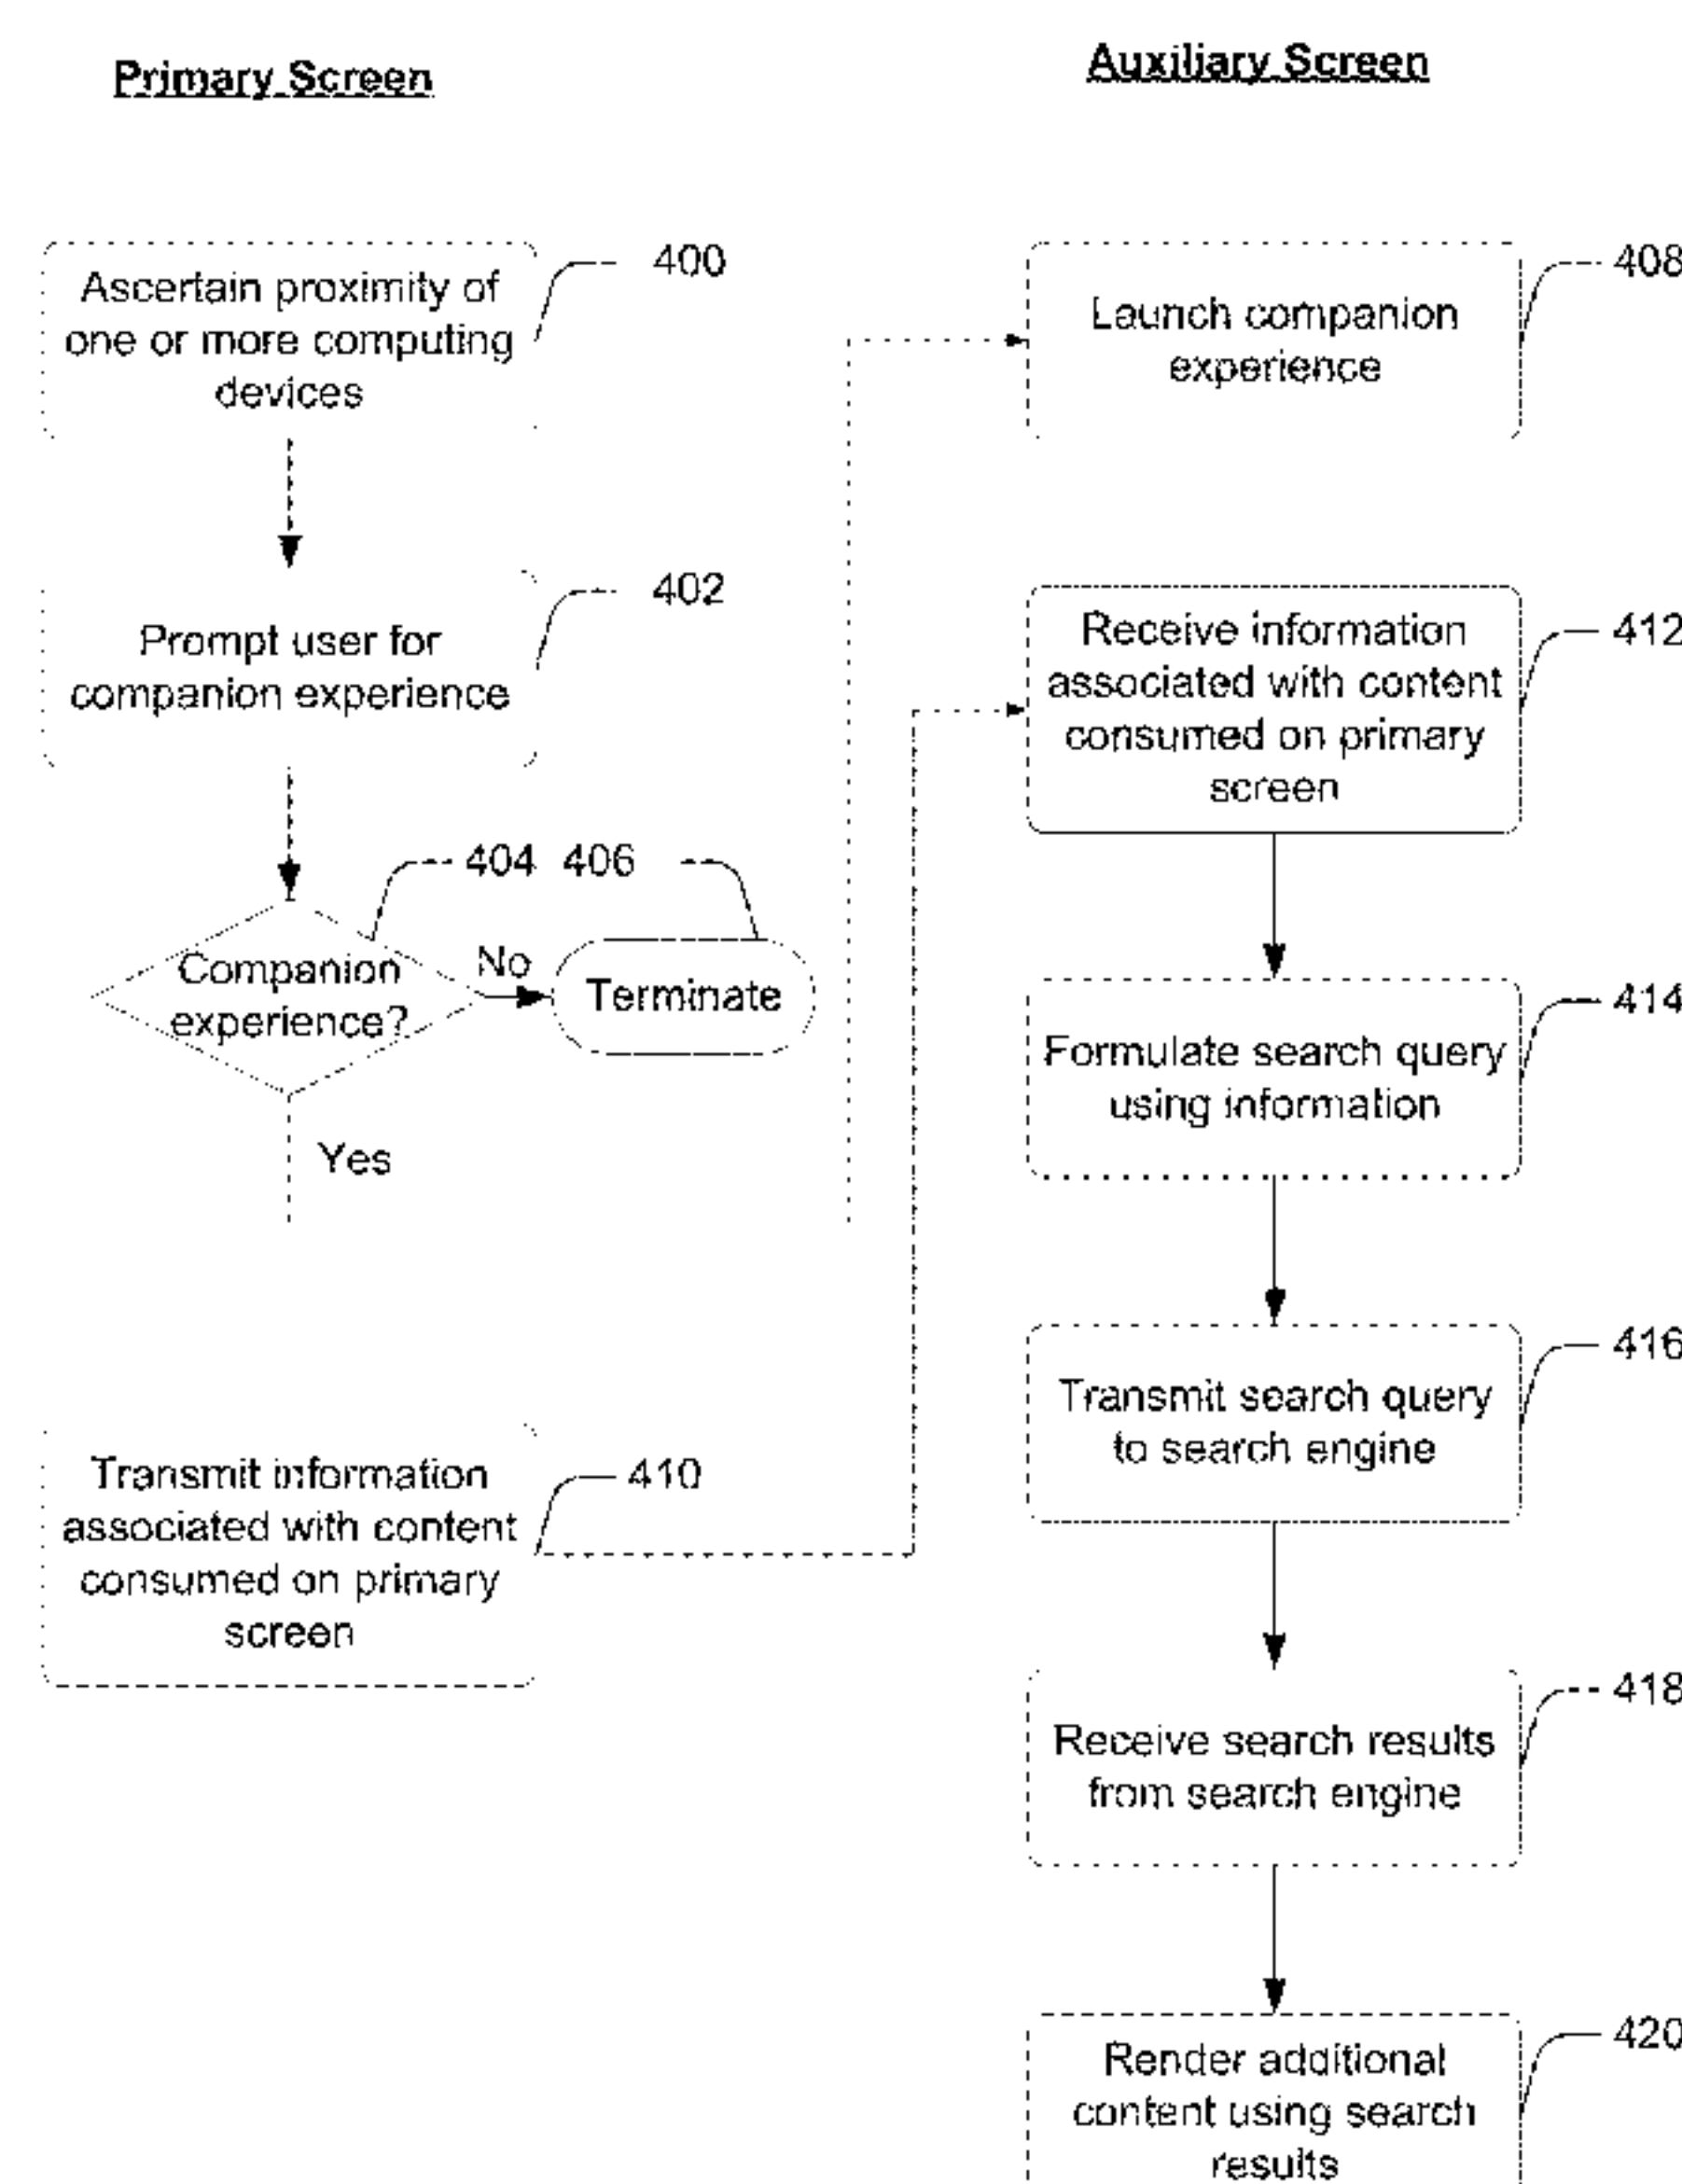 Primary Screen
Ascertain proximity of
one or more computing
devices
400
Prompt user for
companion experience
402
404 406
Companion
experience?
No
Terminate
Yes
Transmit information
associated with content
consumed on primary
screen
410
Auxiliary Screen
Launch companion
experience
408
Receive information
associated with content
consumed on primary
screen
412
Formulate search query
using information
414
Transmit search query
to search engine
416
Receive search results
from search engine
418
Render additional
content using search
results
420